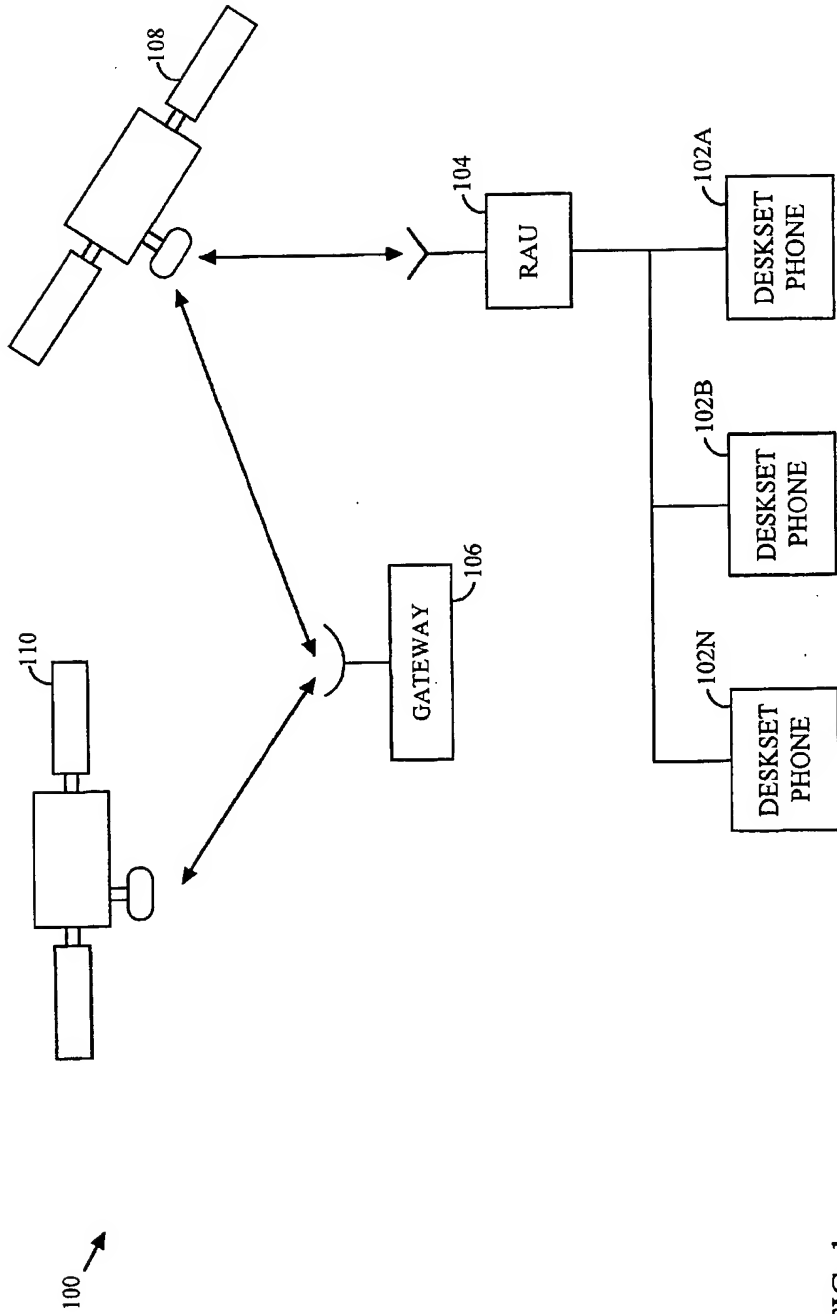 100
110
108
GATEWAY
106
RAU
104
DESKSET
PHONE
102N
DESKSET
PHONE
102B
DESKSET
PHONE
102A